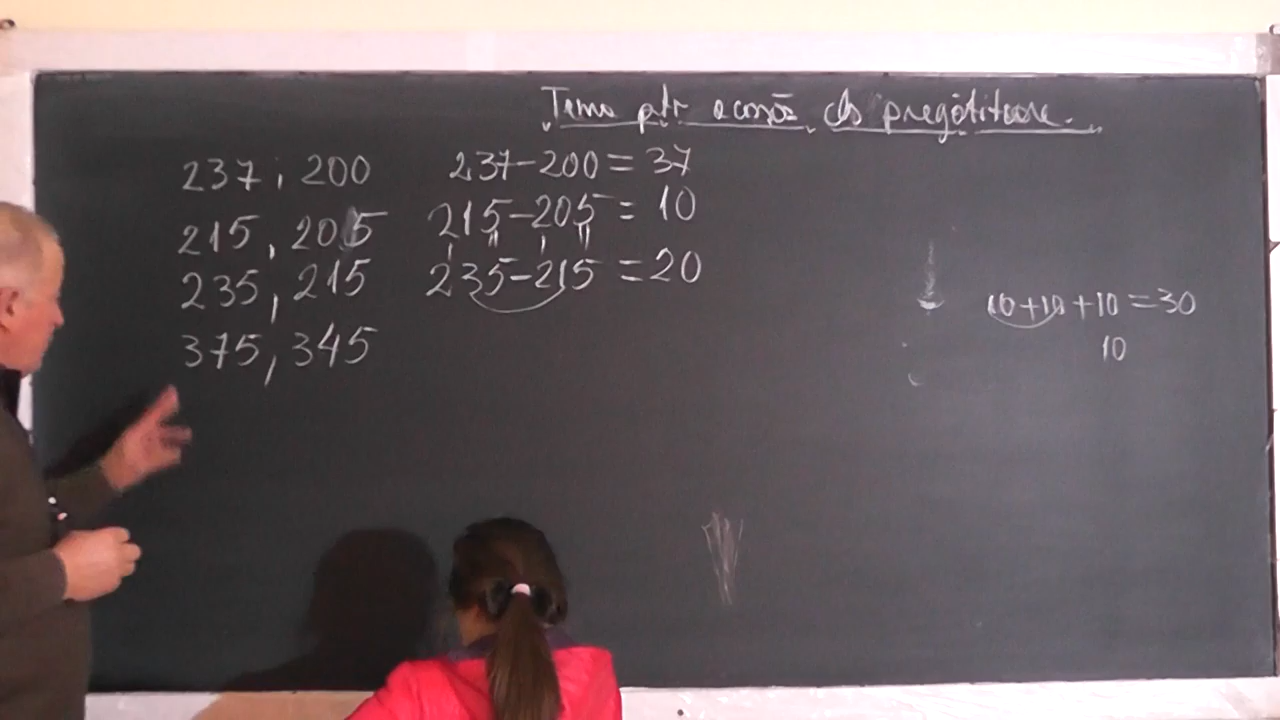 Tema ptr acasă de pregătitoare.
237; 200 237-200=37
215, 205 215-205=10
235, 215 235-215=20
375, 345
10+10+10=30
10